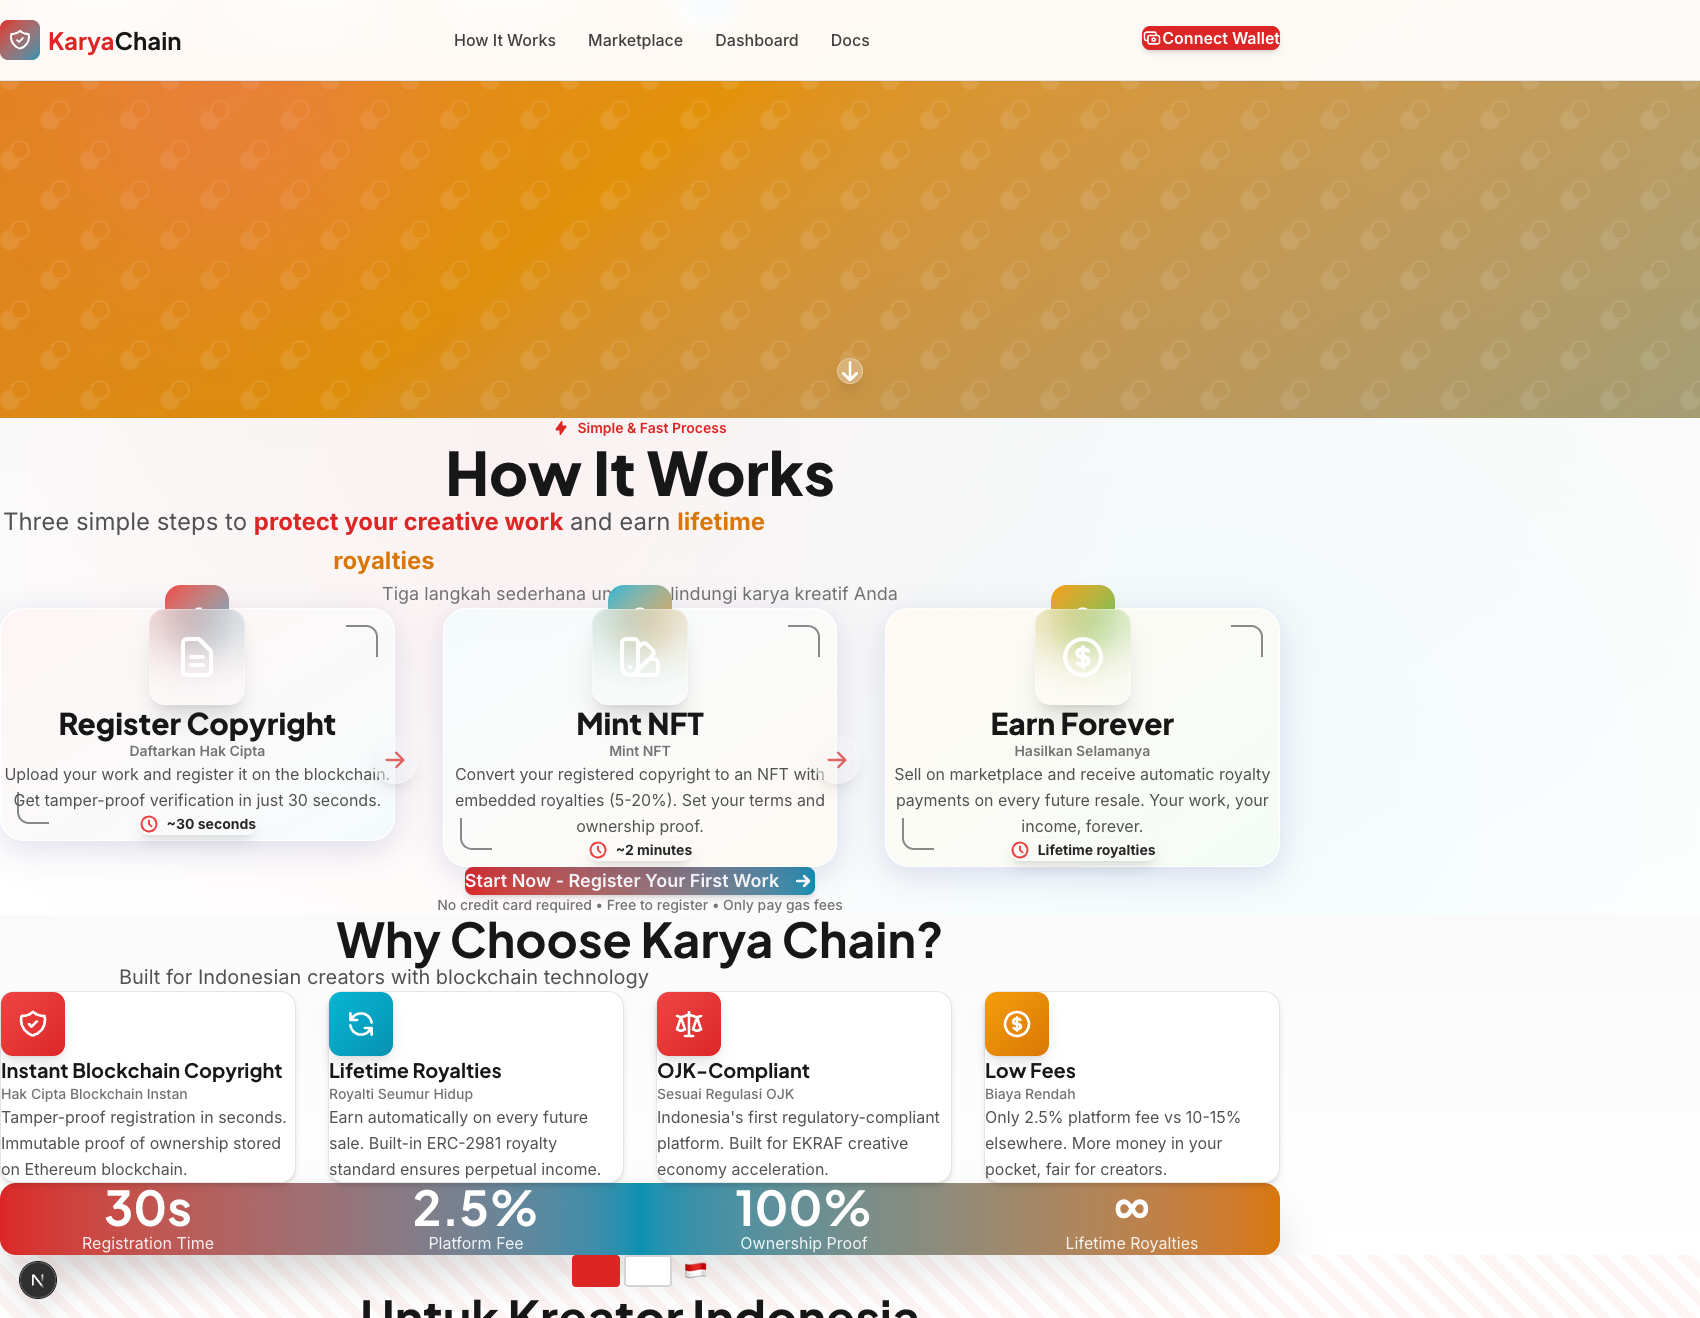 KaryaChain
How It Works
Marketplace
Dashboard
Docs
Connect Wallet
Simple & Fast Process
How It Works
Three simple steps to protect your creative work and earn lifetime
royalties
Tiga langkah sederhana un lindungi karya kreatif Anda
Register Copyright
Daftarkan Hak Cipta
Upload your work and register it on the blockchain.
Get tamper-proof verification in just 30 seconds.
~30 seconds
Mint NFT
Mint NFT
Convert your registered copyright to an NFT with
embedded royalties (5-20%). Set your terms and
ownership proof.
~2 minutes
Earn Forever
Hasilkan Selamanya
Sell on marketplace and receive automatic royalty
payments on every future resale. Your work, your
income, forever.
Lifetime royalties
Start Now - Register Your First Work
No credit card required • Free to register • Only pay gas fees
Why Choose Karya Chain?
Built for Indonesian creators with blockchain technology
Instant Blockchain Copyright
Hak Cipta Blockchain Instan
Tamper-proof registration in seconds.
Immutable proof of ownership stored
on Ethereum blockchain.
Lifetime Royalties
Royalti Seumur Hidup
Earn automatically on every future
sale. Built-in ERC-2981 royalty
standard ensures perpetual income.
OJK-Compliant
Sesuai Regulasi OJK
Indonesia's first regulatory-compliant
platform. Built for EKRAF creative
economy acceleration.
Low Fees
Biaya Rendah
Only 2.5% platform fee vs 10-15%
elsewhere. More money in your
pocket, fair for creators.
30s
Registration Time
2.5%
Platform Fee
100%
Ownership Proof
∞
Lifetime Royalties
N
Untuk Kreator Indonesia